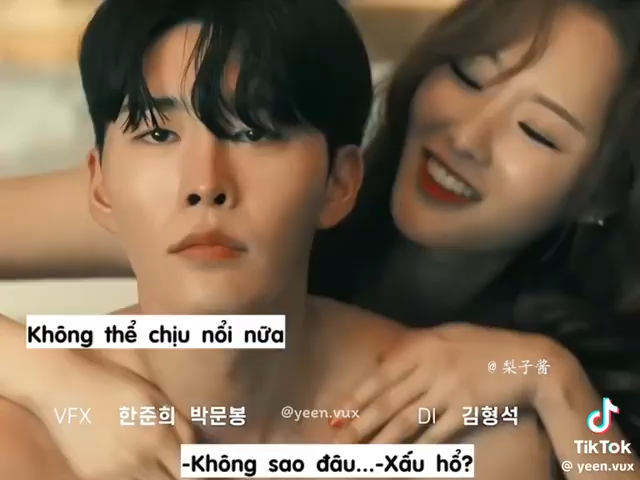 Không thể chịu nổi nữa
@梨子酱
VFX 한준희 박문봉 @yeen.vux DI 김형석
TikTok
-Không sao đâu...-Xấu hổ?
@ yeen.vux